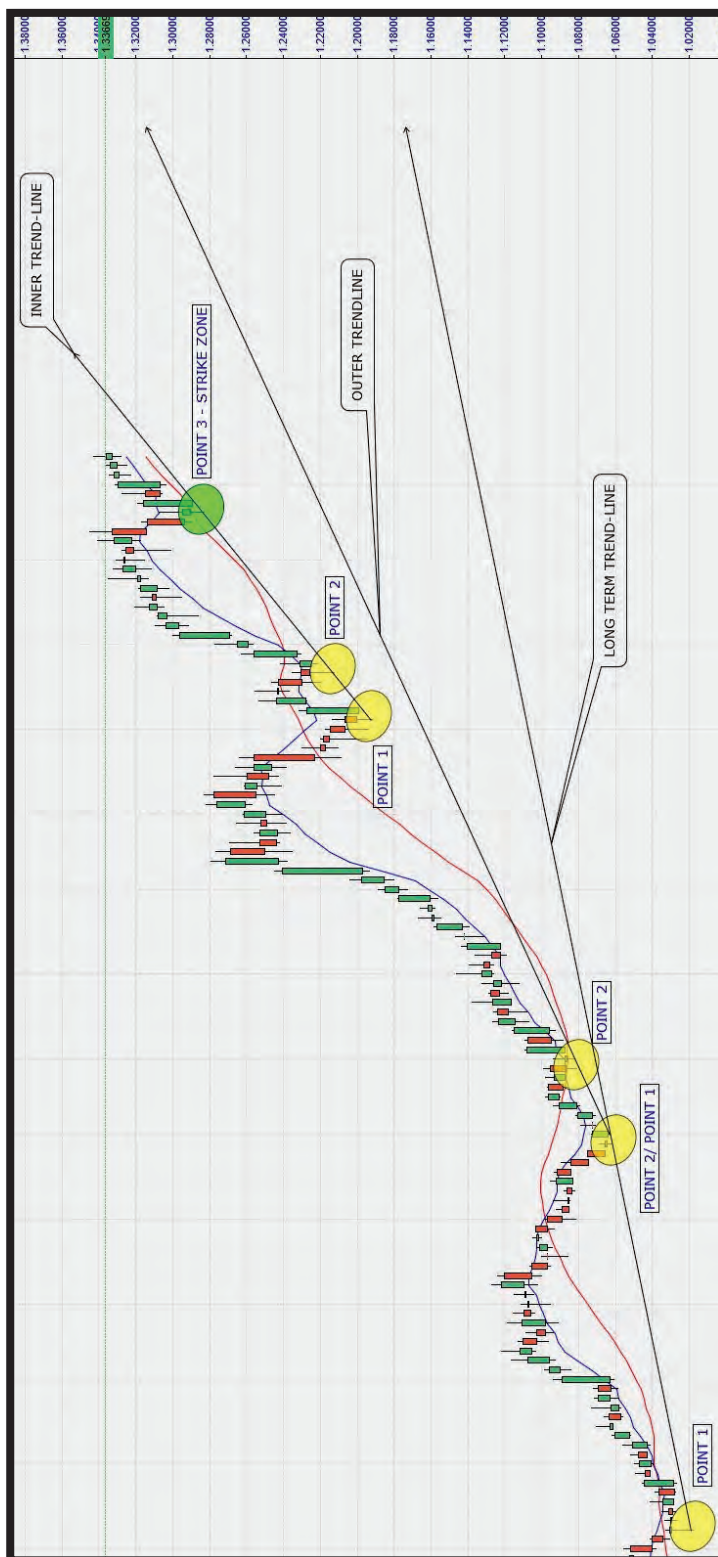 1.38000
1.36000
1.33669
1.32000
1.30000
1.28000
1.26000
1.24000
1.22000
1.20000
1.18000
1.16000
1.14000
1.12000
1.10000
1.08000
1.06000
1.04000
1.02000
INNER TREND-LINE
POINT 3 - STRIKE ZONE
OUTER TRENDLINE
POINT 2
POINT 1
LONG TERM TREND-LINE
POINT 2
POINT 2/ POINT 1
POINT 1